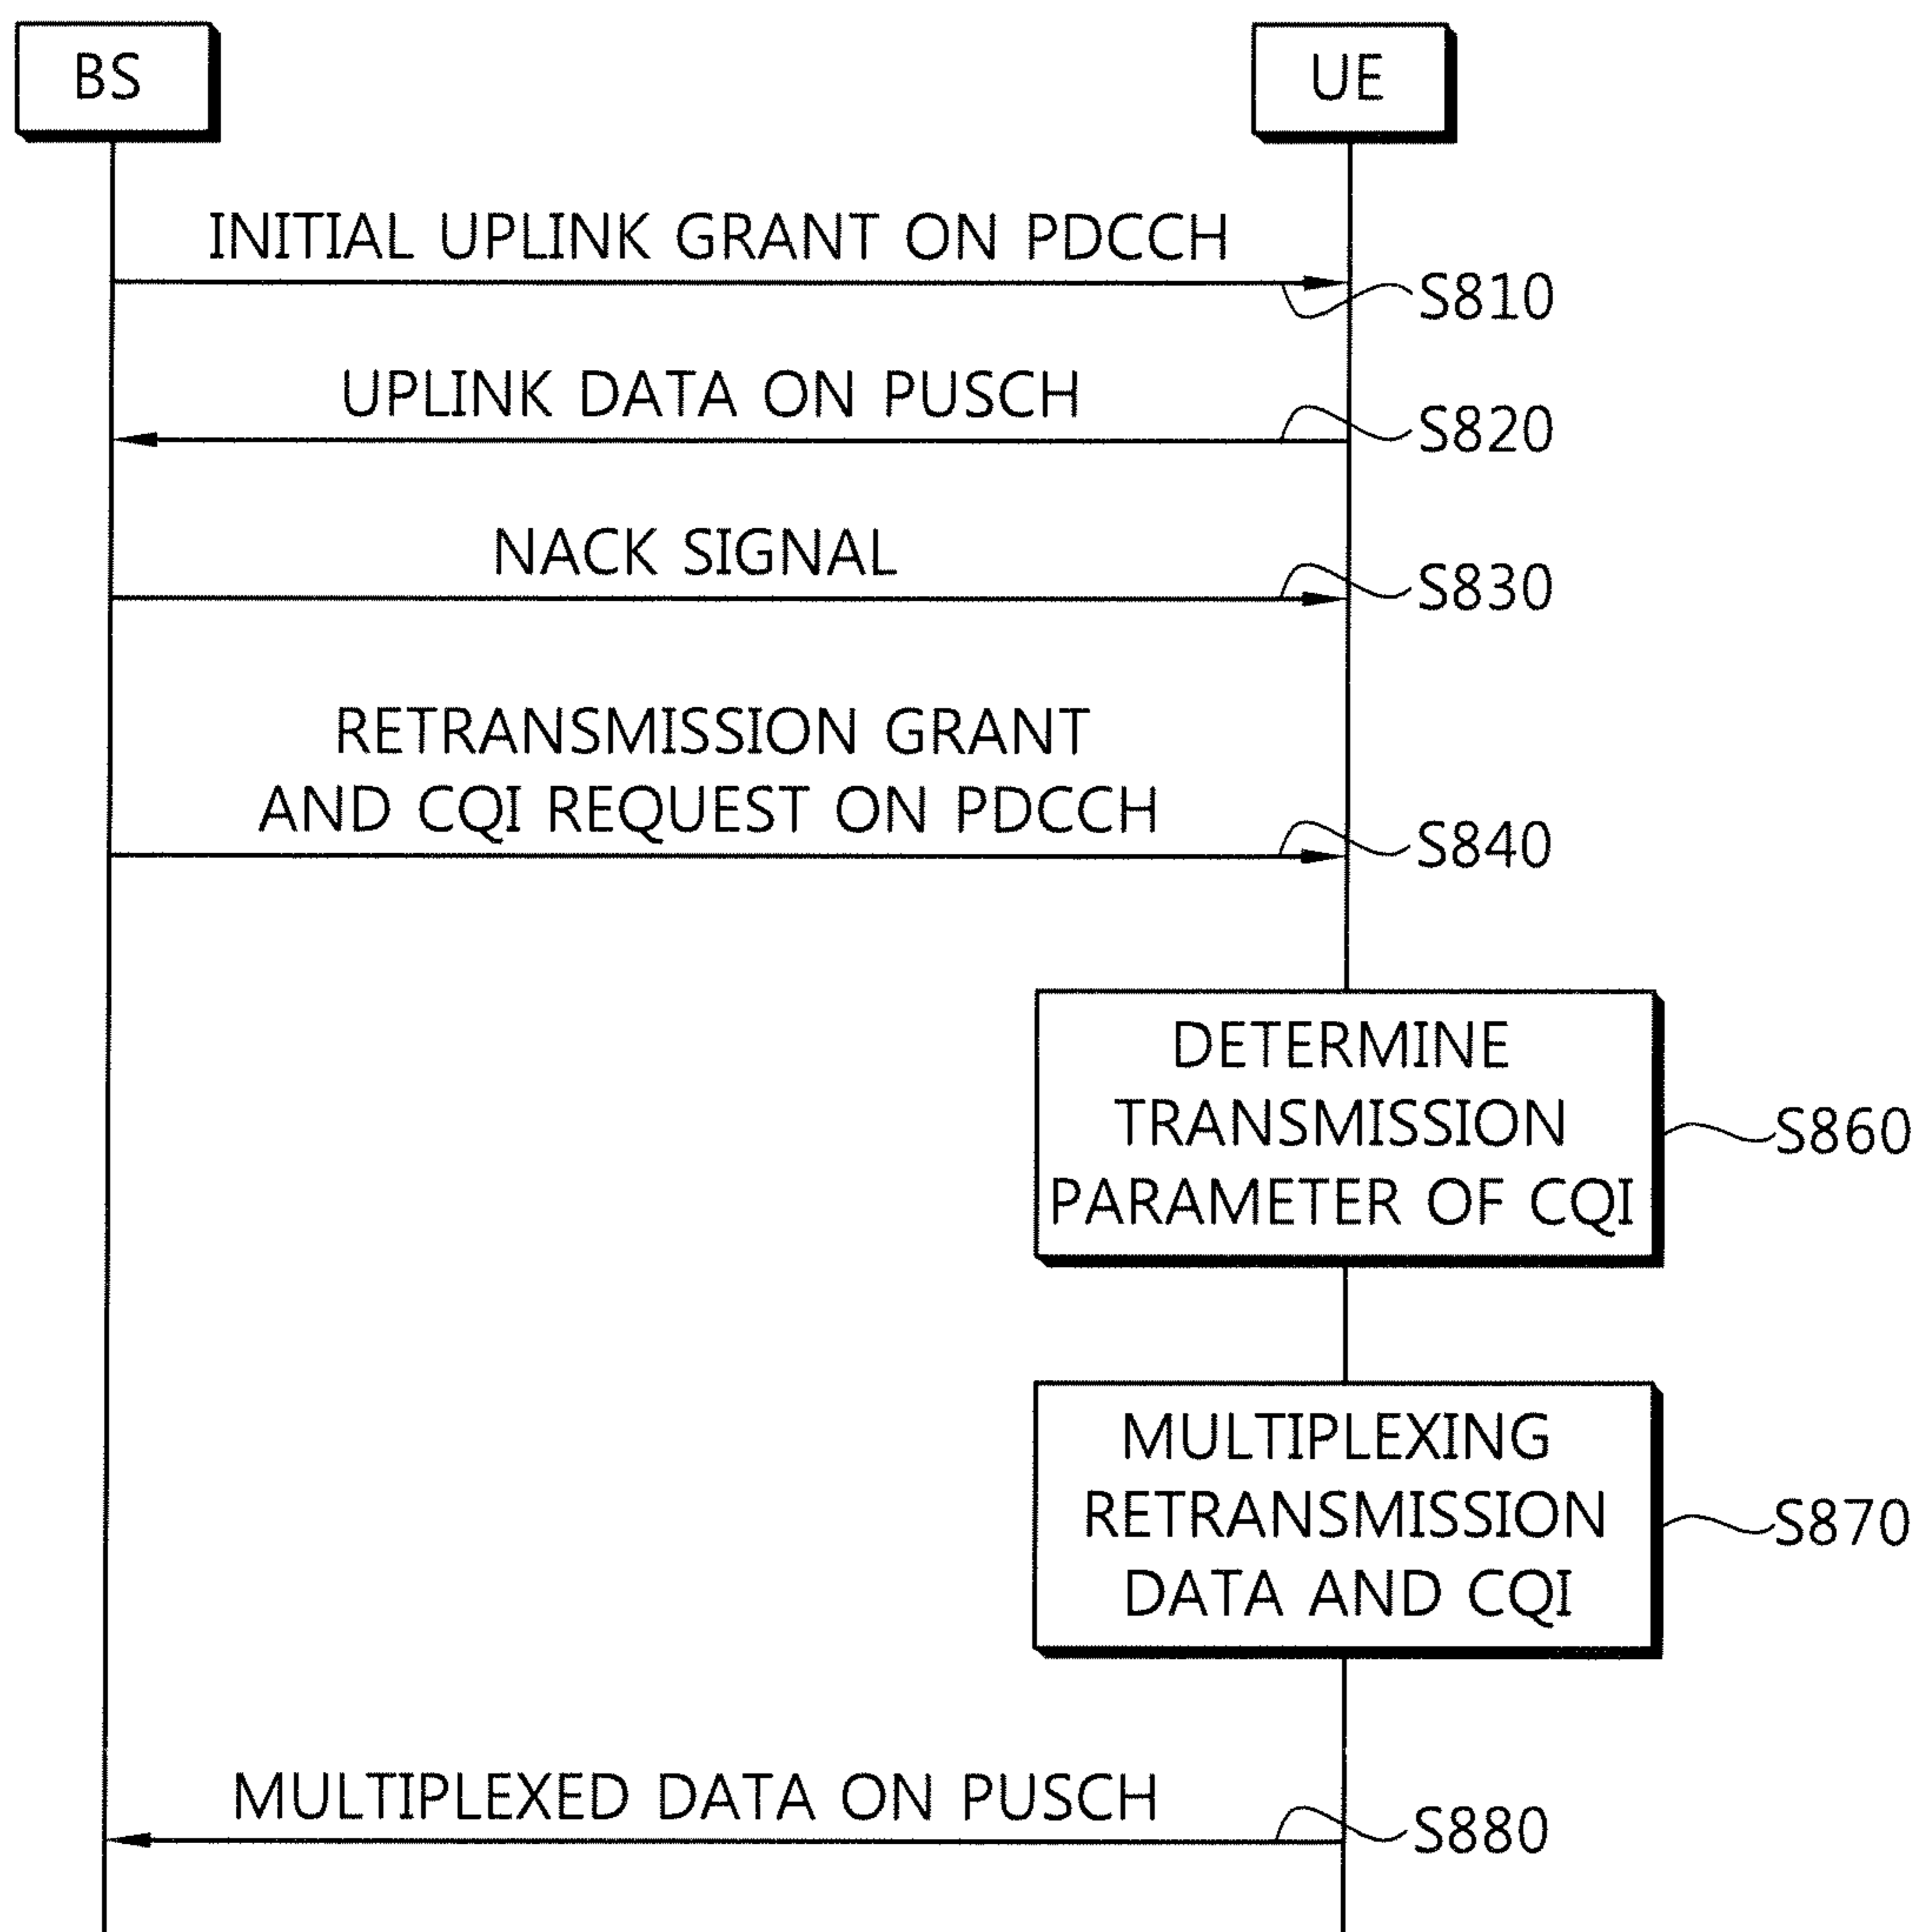 BS
UE
INITIAL UPLINK GRANT ON PDCCH
S810
UPLINK DATA ON PUSCH
S820
NACK SIGNAL
S830
RETRANSMISSION GRANT
AND CQI REQUEST ON PDCCH
S840
DETERMINE
TRANSMISSION
PARAMETER OF CQI
S860
MULTIPLEXING
RETRANSMISSION
DATA AND CQI
S870
MULTIPLEXED DATA ON PUSCH
S880